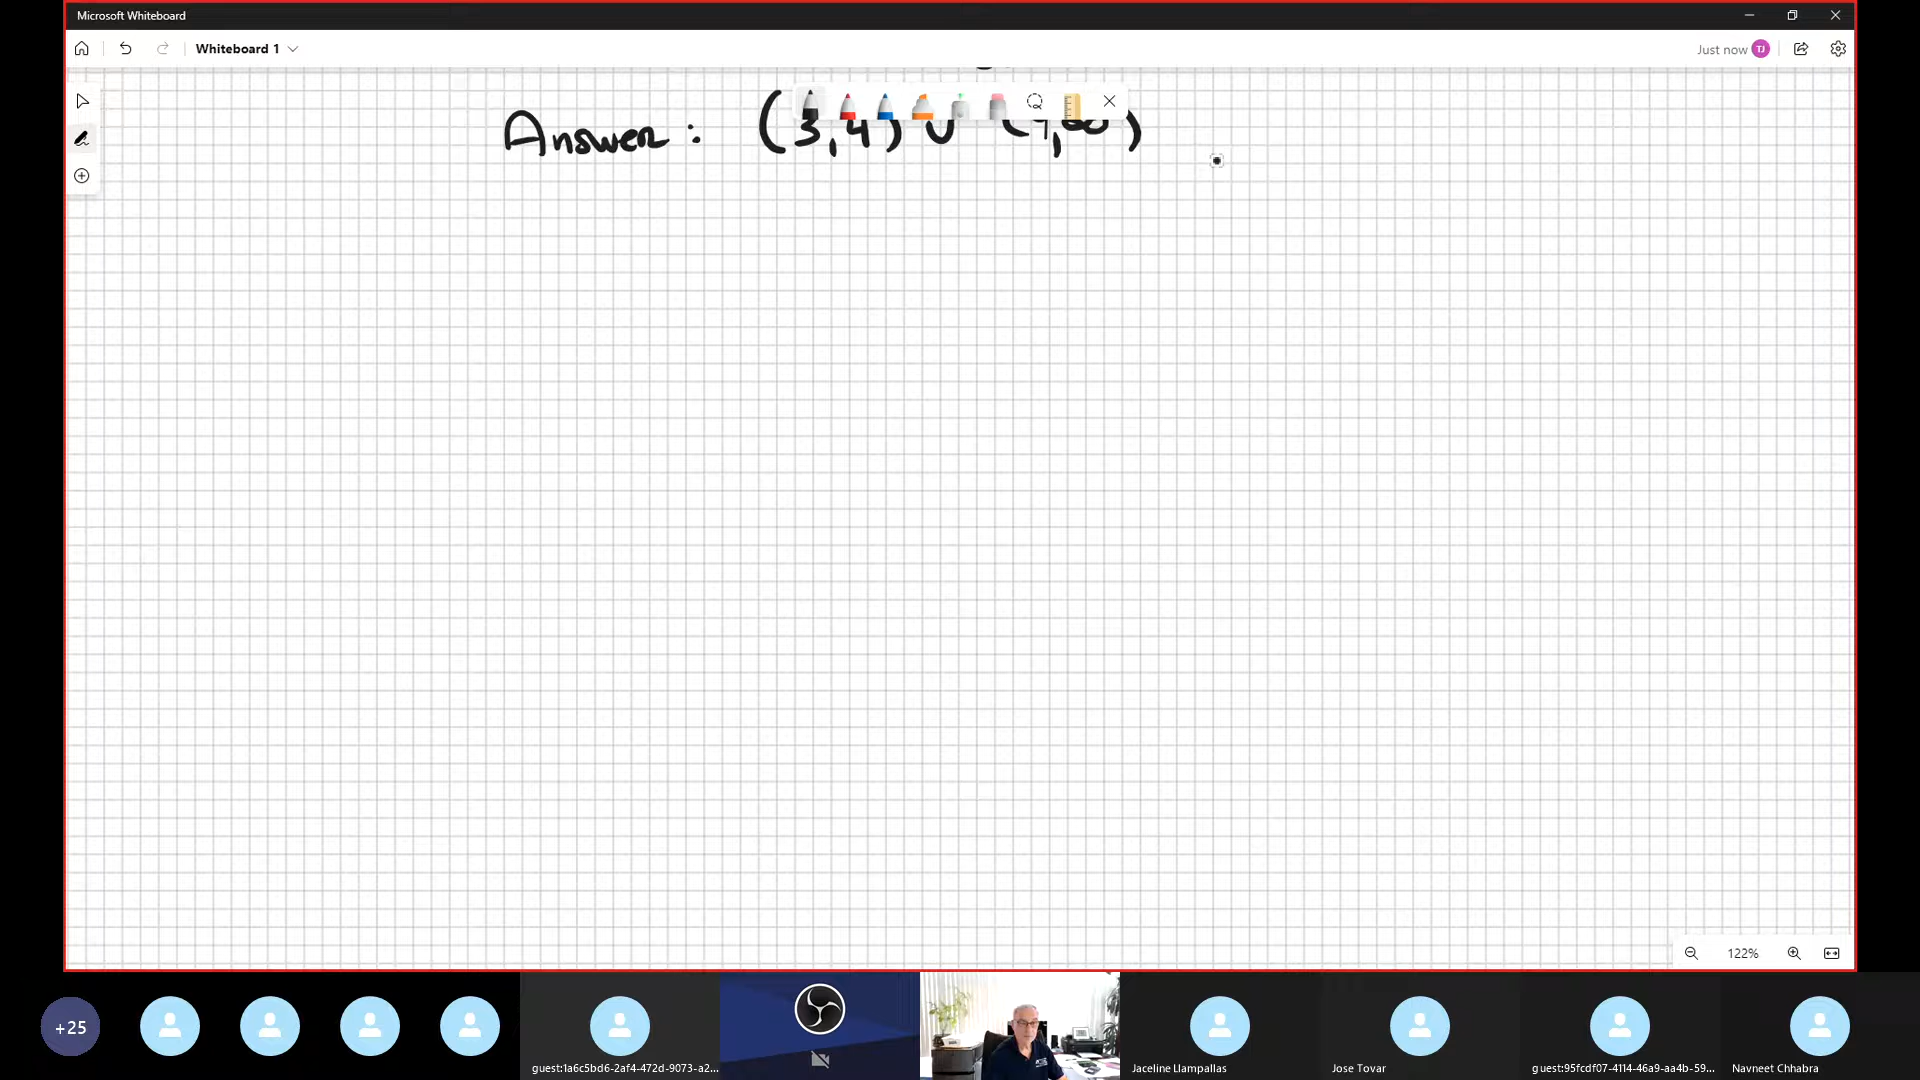 Microsoft Whiteboard
Whiteboard 1
Just now TJ
Answer: (3,4) ∪ (9,∞)
122%
+25
guest:1a6c5bd6-2af4-472d-9073-a2...
Jaceline Llampallas
Jose Tovar
guest:95fcdf07-4114-46a9-aa4b-59...
Navneet Chhabra